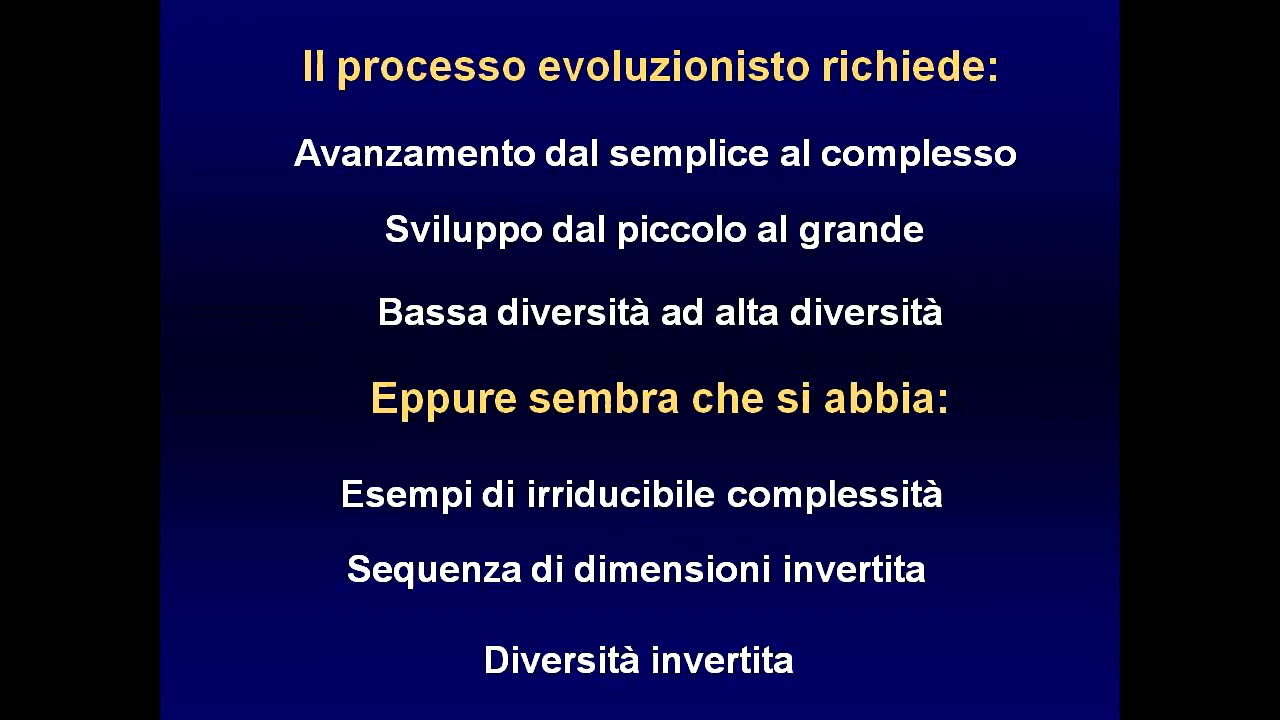 Il processo evoluzionisto richiede:
Avanzamento dal semplice al complesso
Sviluppo dal piccolo al grande
Bassa diversità ad alta diversità
Eppure sembra che si abbia:
Esempi di irriducibile complessità
Sequenza di dimensioni invertita
Diversità invertita